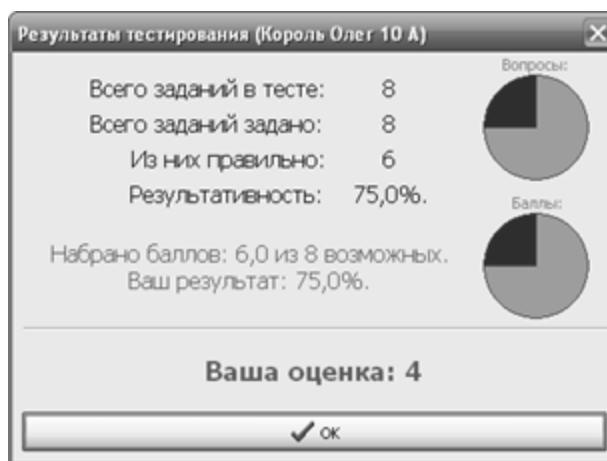 Результаты тестирования (Король Олег 10 А)
Вопросы:
Всего заданий в тесте: 8
Всего заданий задано: 8
Из них правильно: 6
Результативность: 75,0%.
Баллы:
Набрано баллов: 6,0 из 8 возможных.
Ваш результат: 75,0%.
Ваша оценка: 4
ОК